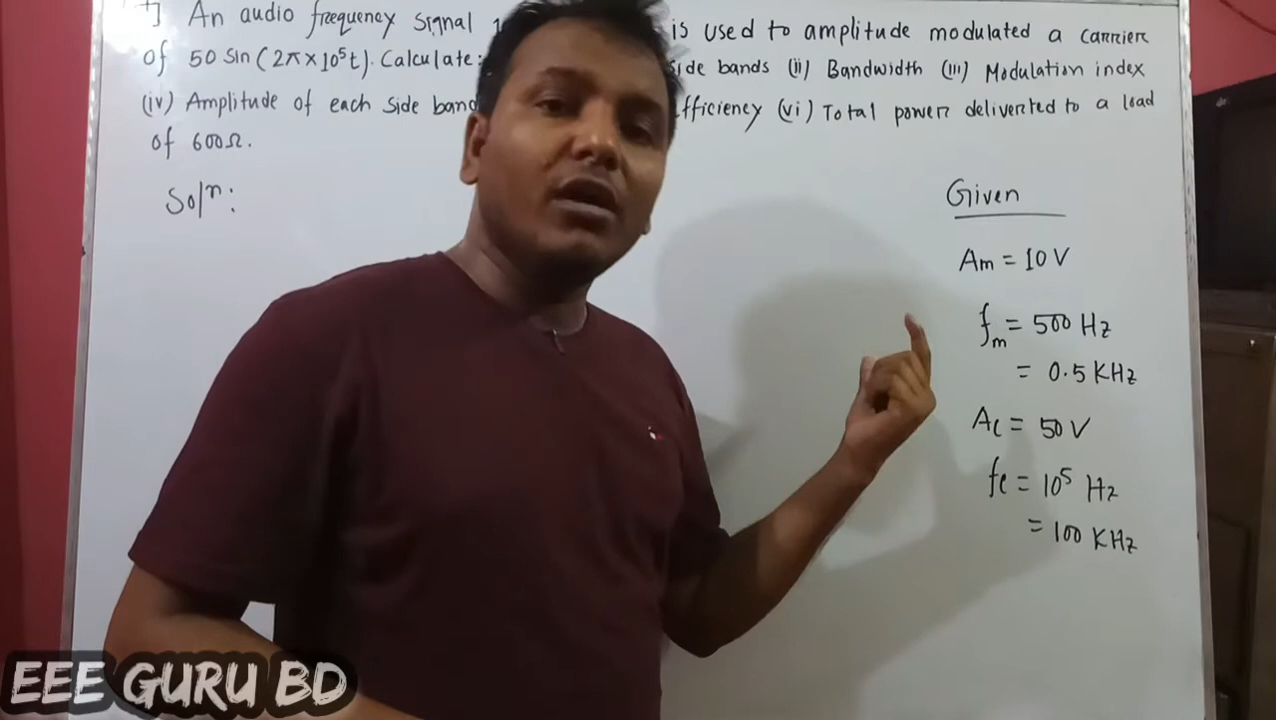 An audio frequency signal is used to amplitude modulated a carrier
of 50 sin(2π×10⁵t). Calculate: side bands (ii) Bandwidth (iii) Modulation index
(iv) Amplitude of each side band efficiency (vi) Total power delivered to a load
of 600Ω.
Solⁿ:
Given
Am = 10 V
fm = 500 Hz
= 0.5 KHz
Ac = 50 V
fc = 10⁵ Hz
= 100 KHz
EEE GURU BD